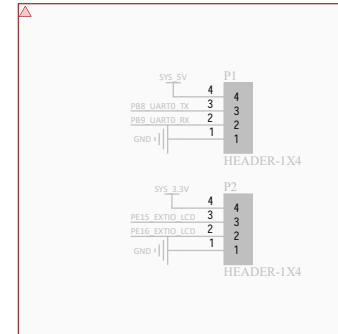 SYS_5V
P1
4
4
PB8_UART0_TX
3
3
PB9_UART0_RX
2
2
GND
1
1
HEADER-1X4
SYS_3.3V
P2
4
4
PE15_EXTIO_LCD
3
3
PE16_EXTIO_LCD
2
2
GND
1
1
HEADER-1X4